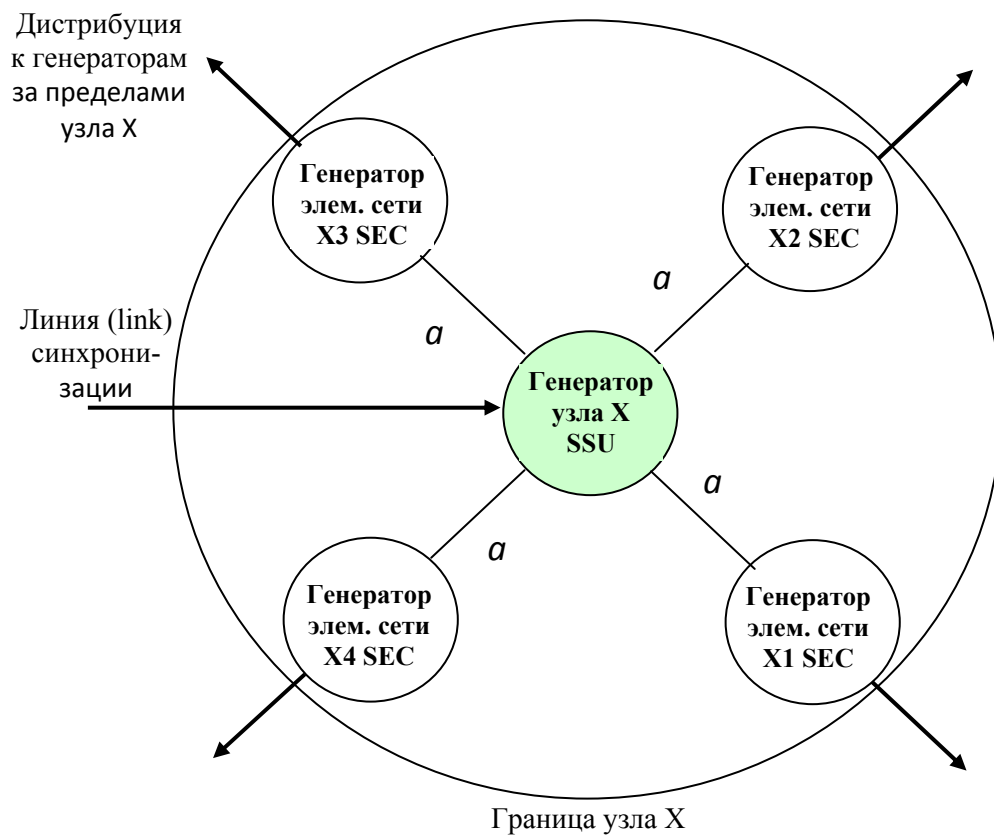 Дистрибуция
к генераторам
за пределами
узла X
Генератор
элем. сети
X3 SEC
Генератор
элем. сети
X2 SEC
а
а
Линия (link)
синхрони-
зации
Генератор
узла X
SSU
а
а
Генератор
элем. сети
X4 SEC
Генератор
элем. сети
X1 SEC
Граница узла X